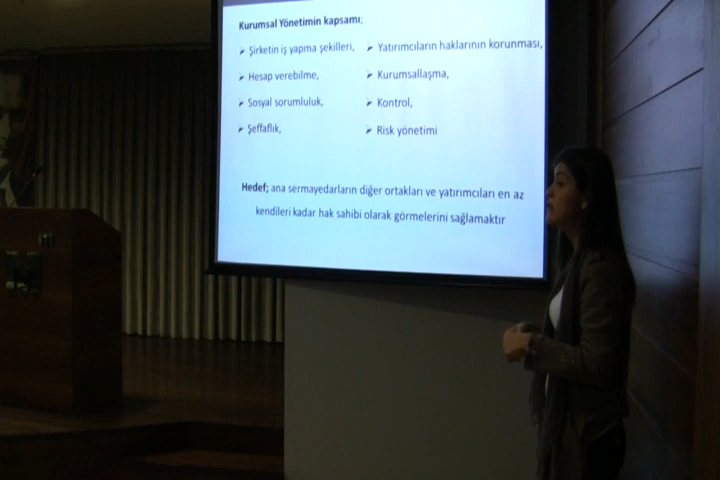 Kurumsal Yönetimin kapsamı;
➢ Şirketin iş yapma şekilleri,
➢ Hesap verebilme,
➢ Sosyal sorumluluk,
➢ Şeffaflık,
➢ Yatırımcıların haklarının korunması,
➢ Kurumsallaşma,
➢ Kontrol,
➢ Risk yönetimi
Hedef; ana sermayedarların diğer ortakları ve yatırımcıları en az
kendileri kadar hak sahibi olarak görmelerini sağlamaktır